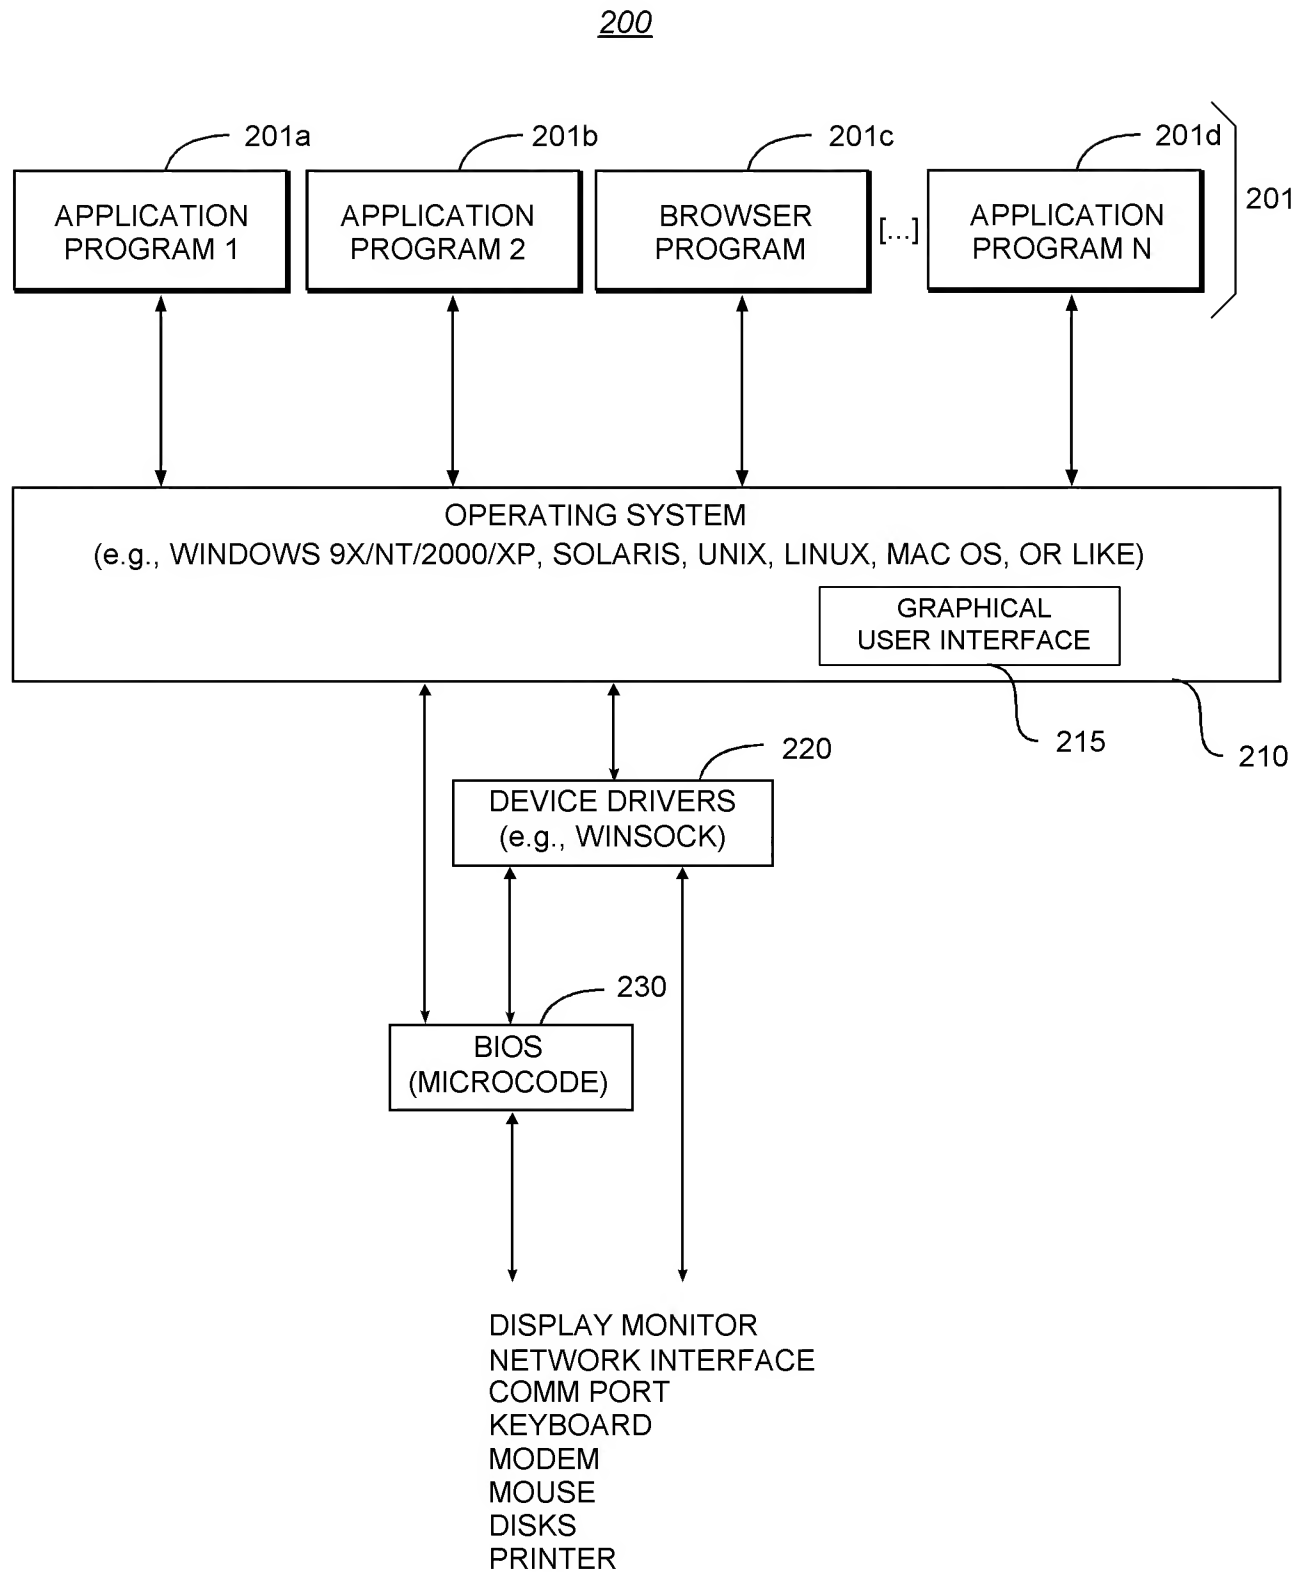 200
201a
201b
201c
201d
201
APPLICATION
PROGRAM 1
APPLICATION
PROGRAM 2
BROWSER
PROGRAM
[...]
APPLICATION
PROGRAM N
OPERATING SYSTEM
(e.g., WINDOWS 9X/NT/2000/XP, SOLARIS, UNIX, LINUX, MAC OS, OR LIKE)
GRAPHICAL
USER INTERFACE
215
210
220
DEVICE DRIVERS
(e.g., WINSOCK)
230
BIOS
(MICROCODE)
DISPLAY MONITOR
NETWORK INTERFACE
COMM PORT
KEYBOARD
MODEM
MOUSE
DISKS
PRINTER